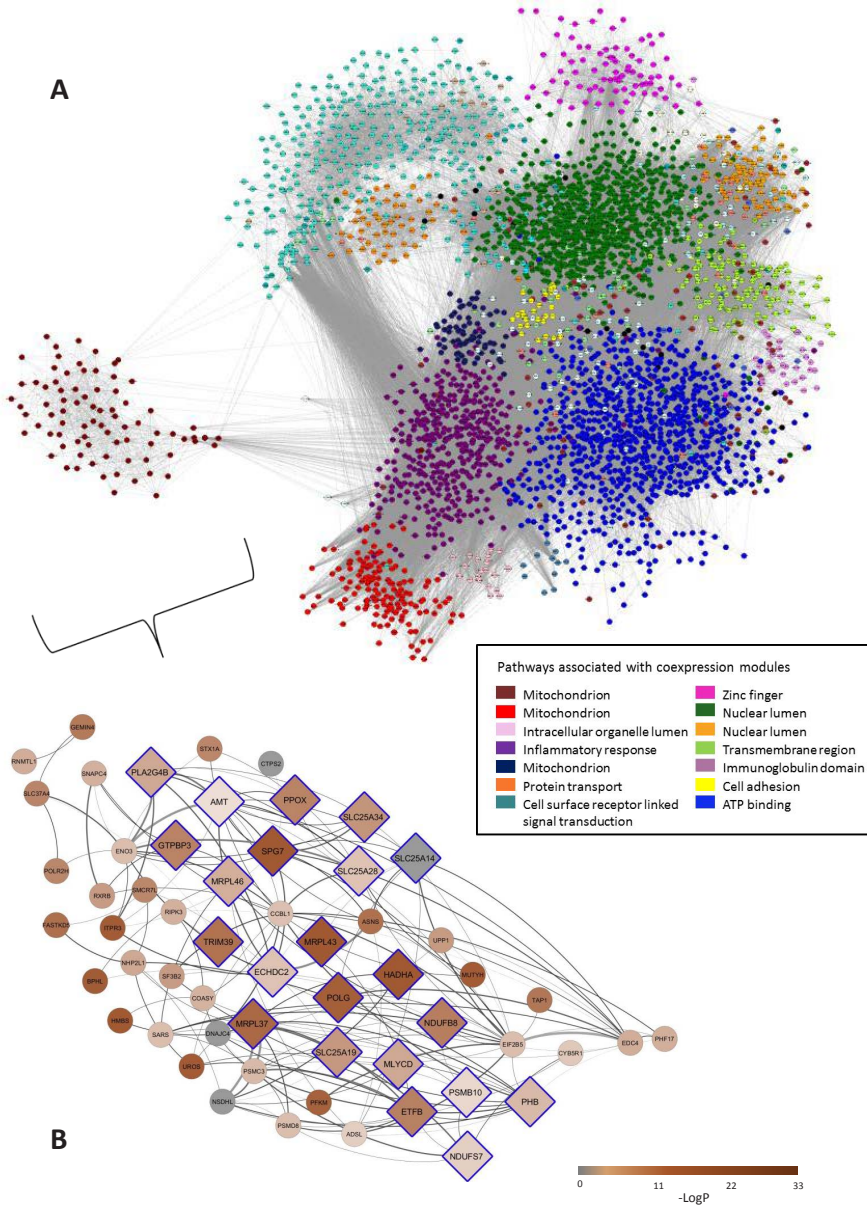 A
Pathways associated with coexpression modules
Mitochondrion
Mitochondrion
Intracellular organelle lumen
Inflammatory response
Mitochondrion
Protein transport
Cell surface receptor linked
signal transduction
Zinc finger
Nuclear lumen
Nuclear lumen
Transmembrane region
Immunoglobulin domain
Cell adhesion
ATP binding
GEMIN4
RNMTL1
STX1A
CTPS2
SNAPC4
PLA2G4B
SLC37A4
AMT
PPOX
SLC25A34
GTPBP3
SPG7
ENO3
SLC25A14
POLR2H
SLC25A28
MRPL46
RXRB
SMCR7L
RIPK3
CCBL1
ASNS
FASTKD5
ITPR3
TRIM39
MRPL43
UPP1
NHP2L1
SF3B2
ECHDC2
HADHA
MUTYH
BPHL
COASY
POLG
TAP1
HMBS
SARS
DNAJC4
MRPL37
NDUFB8
EIF2B5
EDC4
PHF17
SLC25A19
CYB5R1
UROS
PSMC3
MLYCD
NSDHL
PFKM
PSMB10
PHB
ETFB
PSMD8
ADSL
NDUFS7
B
0
11
22
33
-LogP